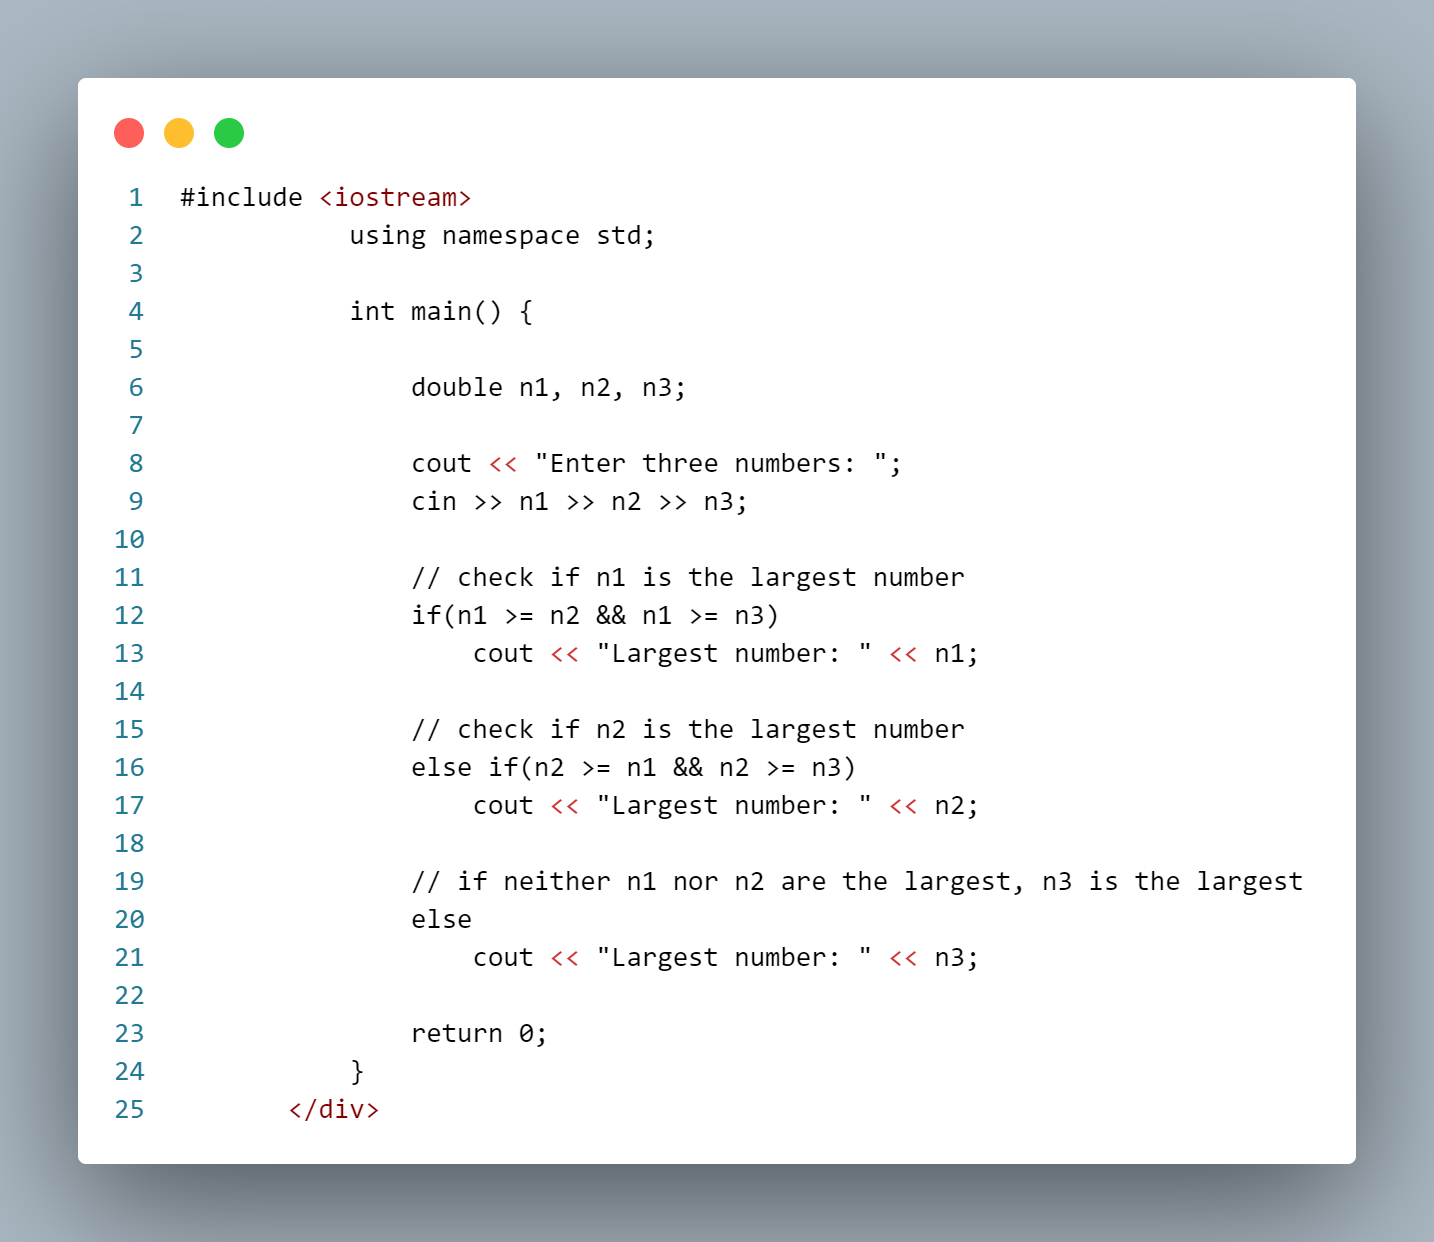 1 #include <iostream>
2 using namespace std;
3
4 int main() {
5
6 double n1, n2, n3;
7
8 cout << "Enter three numbers: ";
9 cin >> n1 >> n2 >> n3;
10
11 // check if n1 is the largest number
12 if(n1 >= n2 && n1 >= n3)
13 cout << "Largest number: " << n1;
14
15 // check if n2 is the largest number
16 else if(n2 >= n1 && n2 >= n3)
17 cout << "Largest number: " << n2;
18
19 // if neither n1 nor n2 are the largest, n3 is the largest
20 else
21 cout << "Largest number: " << n3;
22
23 return 0;
24 }
25 </div>